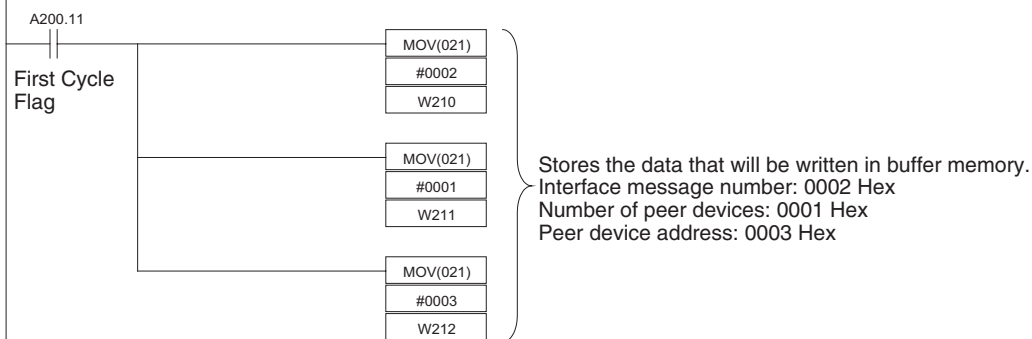 A200.11
First Cycle
Flag
MOV(021)
#0002
W210
MOV(021)
#0001
W211
MOV(021)
#0003
W212
Stores the data that will be written in buffer memory.
Interface message number: 0002 Hex
Number of peer devices: 0001 Hex
Peer device address: 0003 Hex